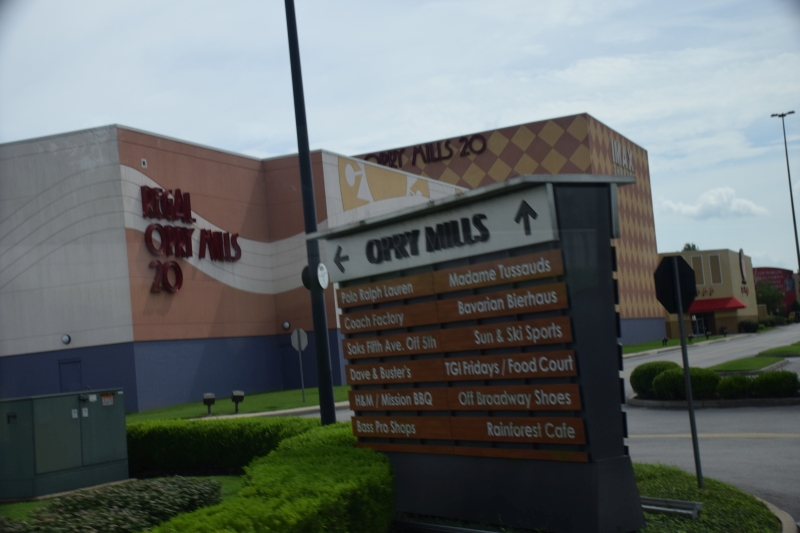 REGAL
OPRY MILLS
20
OPRY MILLS 20
IMAX
OPRY MILLS
Polo Ralph Lauren Madame Tussauds
Coach Factory Bavarian Bierhaus
Saks Fifth Ave. Off 5th Sun & Ski Sports
Dave & Buster's TGI Fridays / Food Court
H&M / Mission BBQ Off Broadway Shoes
Bass Pro Shops Rainforest Cafe